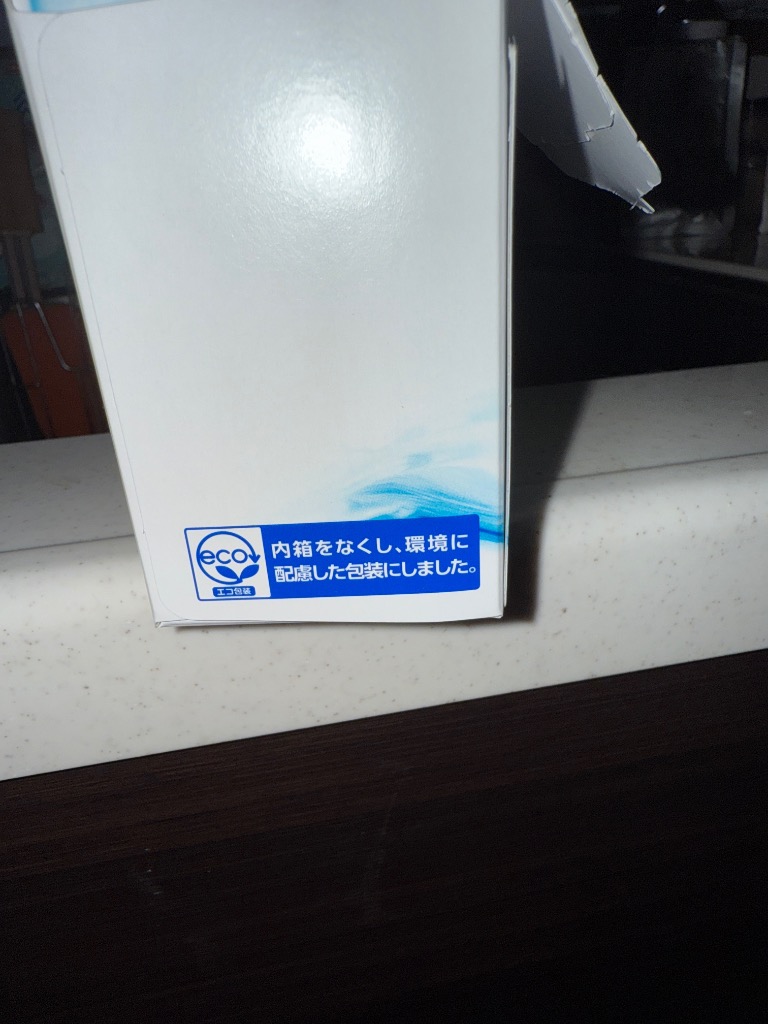 eco
エコ包装
内箱をなくし、環境に
配慮した包装にしました。